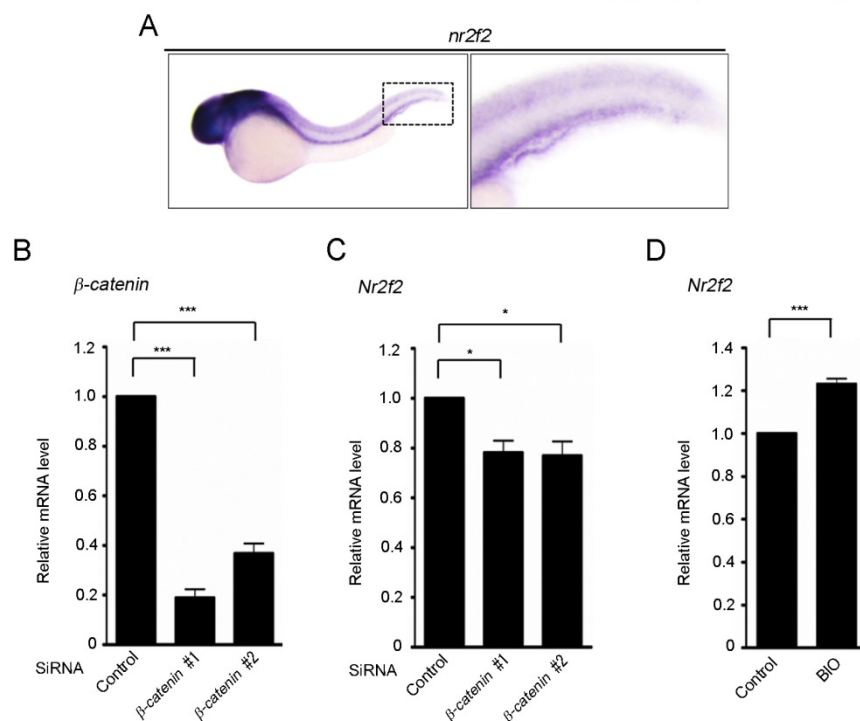 A
nr2f2
B
β-catenin
***
***
1.2
1.0
0.8
0.6
0.4
0.2
0
Relative mRNA level
SiRNA
Control
β-catenin #1
β-catenin #2
C
Nr2f2
*
*
1.2
1.0
0.8
0.6
0.4
0.2
0
Relative mRNA level
SiRNA
Control
β-catenin #1
β-catenin #2
D
Nr2f2
***
1.4
1.2
1.0
0.8
0.6
0.4
0.2
0
Relative mRNA level
Control
BIO